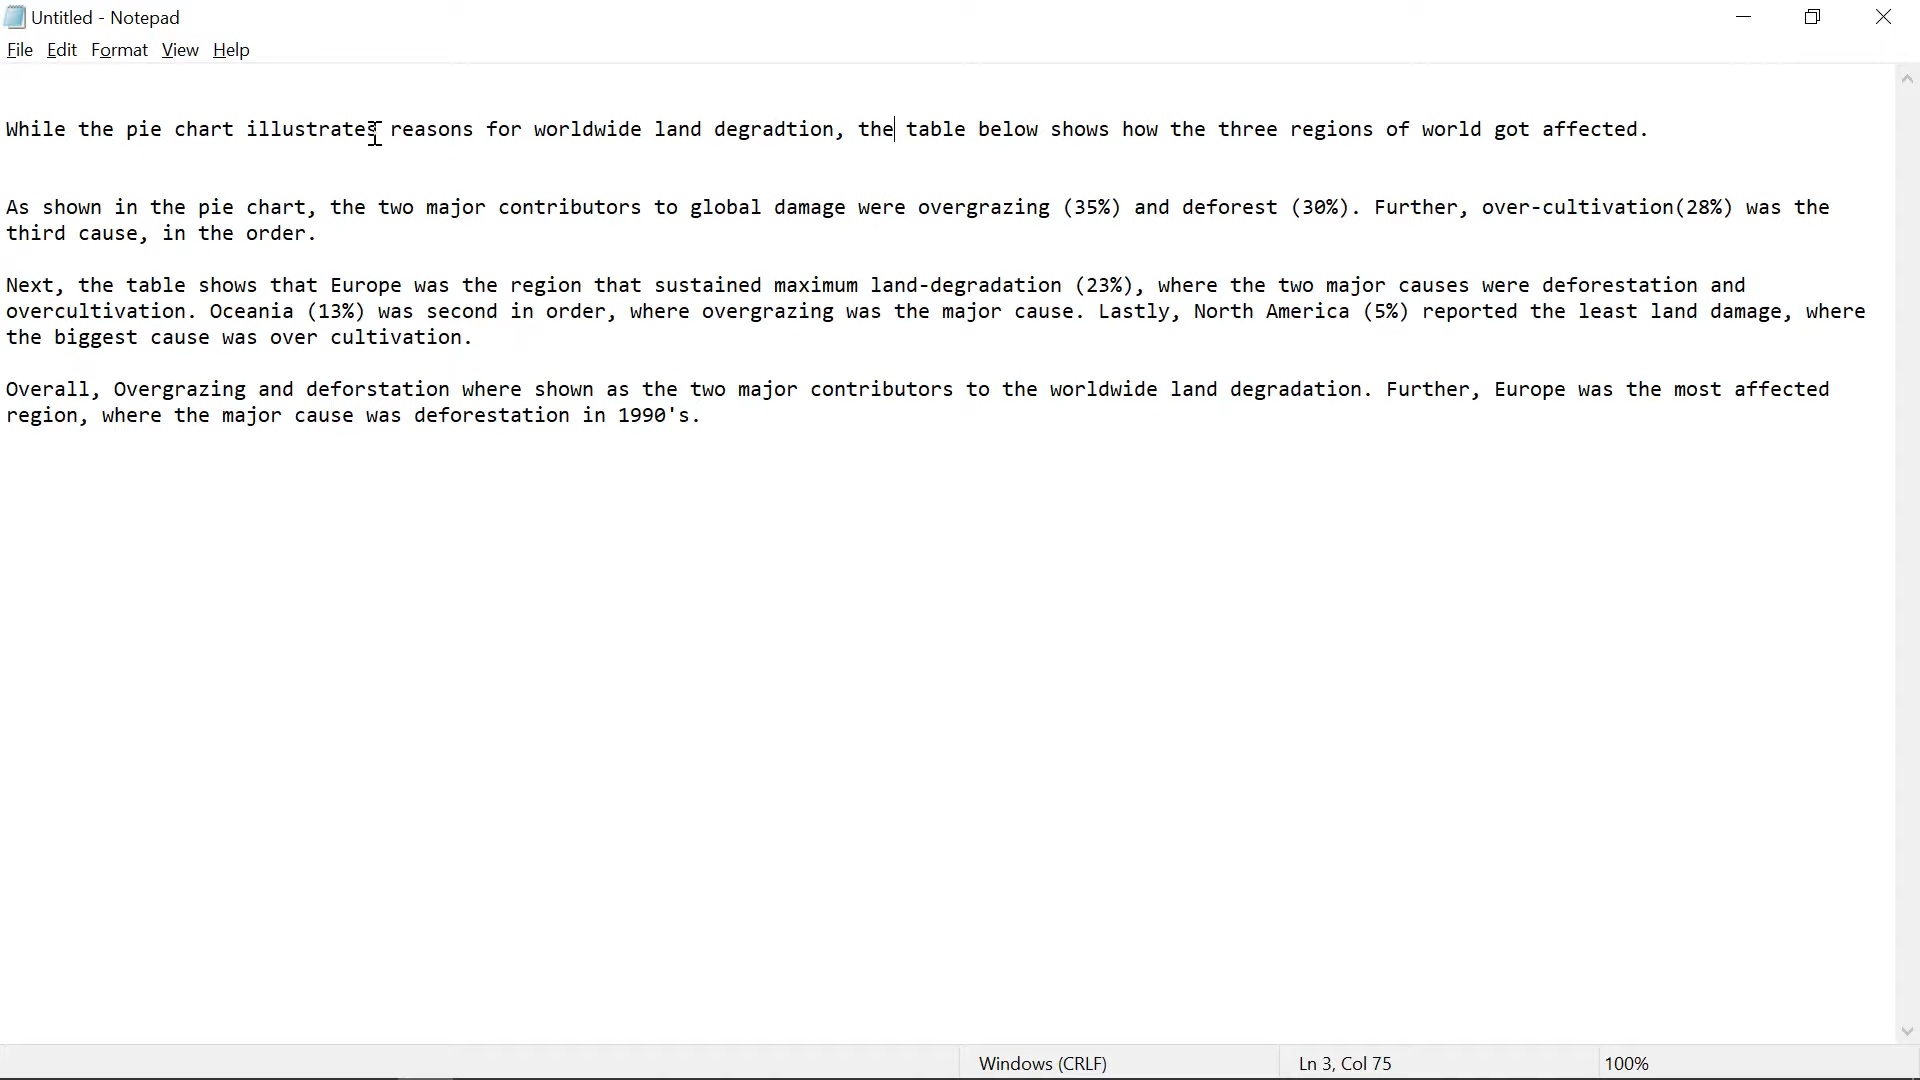 Untitled - Notepad
File Edit Format View Help
While the pie chart illustrates reasons for worldwide land degradtion, the table below shows how the three regions of world got affected.
As shown in the pie chart, the two major contributors to global damage were overgrazing (35%) and deforest (30%). Further, over-cultivation(28%) was the
third cause, in the order.
Next, the table shows that Europe was the region that sustained maximum land-degradation (23%), where the two major causes were deforestation and
overcultivation. Oceania (13%) was second in order, where overgrazing was the major cause. Lastly, North America (5%) reported the least land damage, where
the biggest cause was over cultivation.
Overall, Overgrazing and deforstation where shown as the two major contributors to the worldwide land degradation. Further, Europe was the most affected
region, where the major cause was deforestation in 1990's.
Windows (CRLF) Ln 3, Col 75 100%